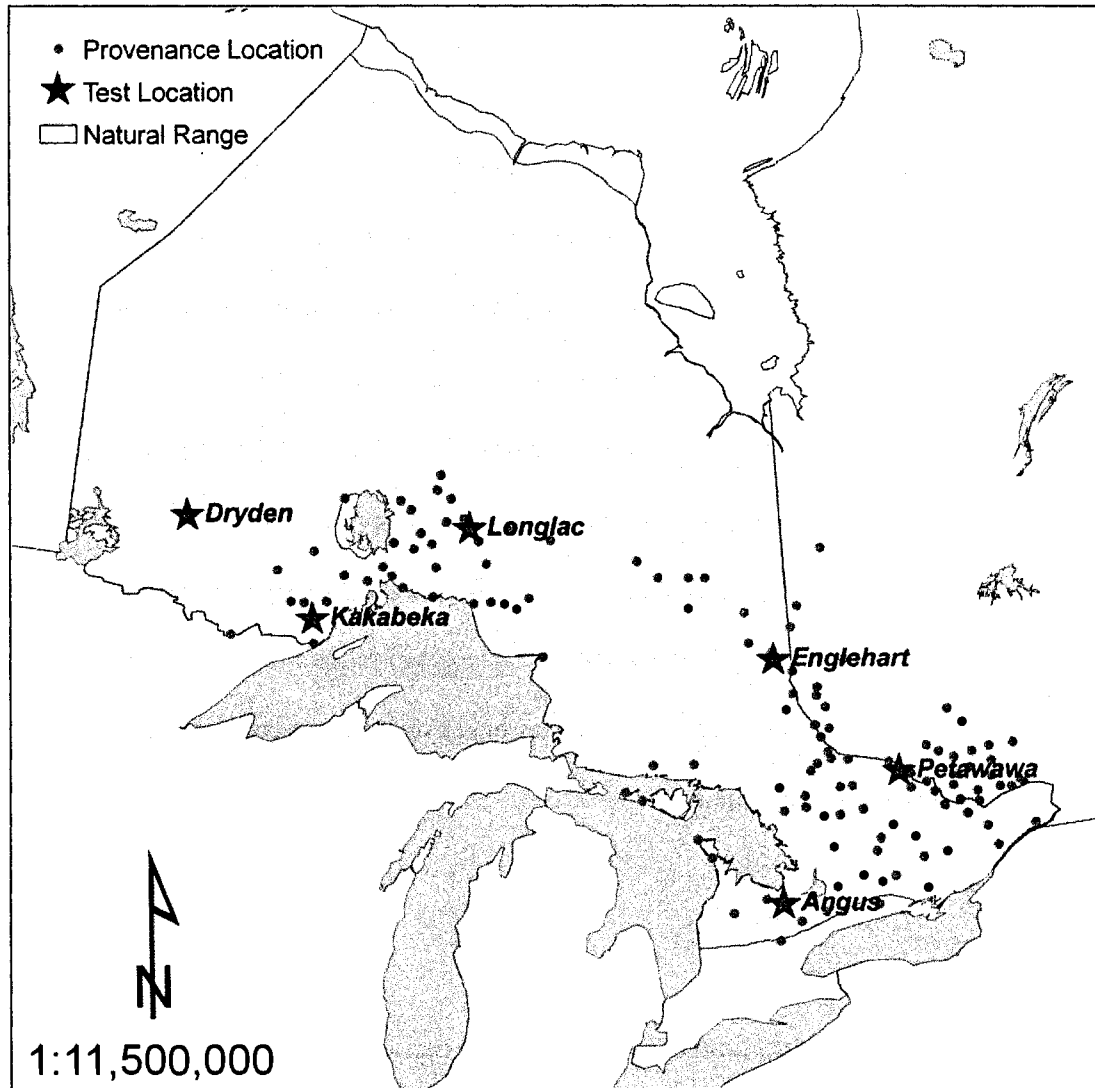 Provenance Location
Test Location
Natural Range
Dryden
Longlac
Kakabeka
Englehart
Petawawa
Angus
N
1:11,500,000